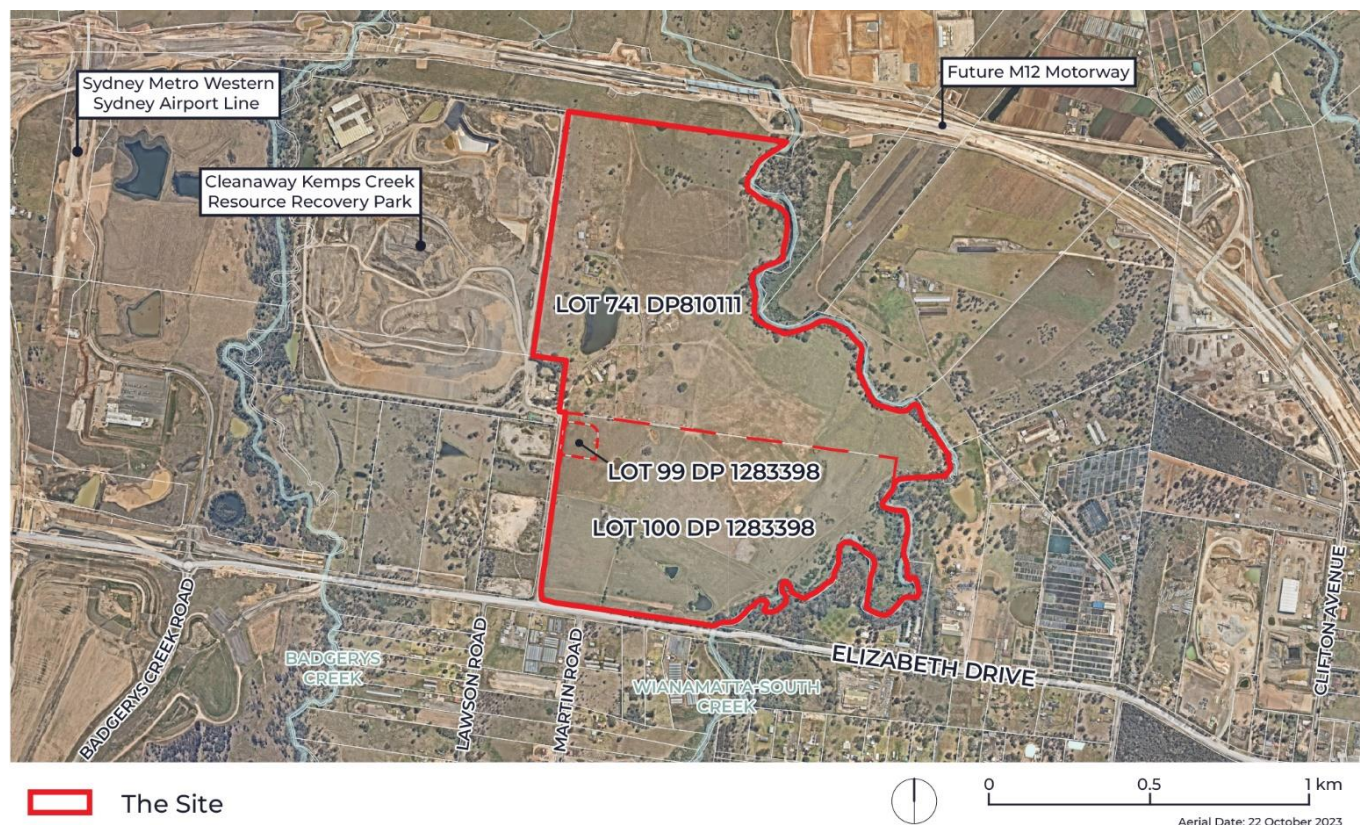 Sydney Metro Western
Sydney Airport Line
Future M12 Motorway
Cleanaway Kemps Creek
Resource Recovery Park
LOT 741 DP810111
LOT 99 DP 1283398
LOT 100 DP 1283398
BADGERYS CREEK ROAD
BADGERYS
CREEK
LAWSON ROAD
MARTIN ROAD
WIANAMATTA-SOUTH
CREEK
ELIZABETH DRIVE
CLIFTON AVENUE
The Site
0 0.5 1 km
Aerial Date: 22 October 2023